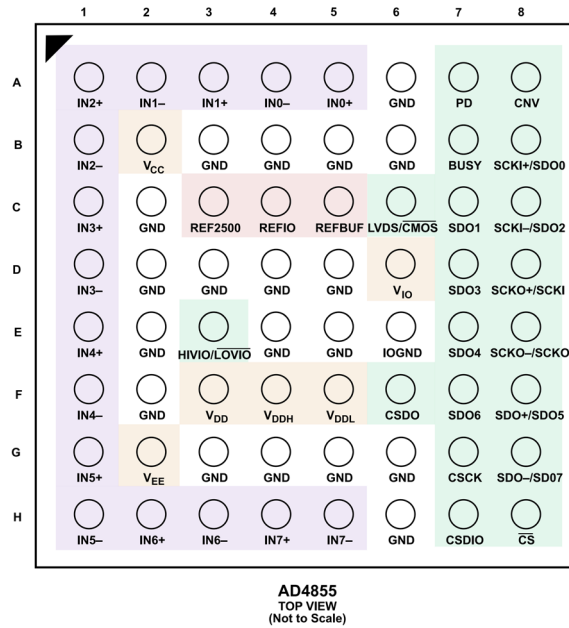 1 2 3 4 5 6 7 8
A
IN2+ IN1– IN1+ IN0– IN0+ GND PD CNV
B
IN2– VCC GND GND GND GND BUSY SCKI+/SDO0
C
IN3+ GND REF2500 REFIO REFBUF LVDS/CMOS SDO1 SCKI–/SDO2
D
IN3– GND GND GND GND VIO SDO3 SCKO+/SCKI
E
IN4+ GND HIVIO/LOVIO GND GND IOGND SDO4 SCKO–/SCKO
F
IN4– GND VDD VDDH VDDL CSDO SDO6 SDO+/SDO5
G
IN5+ VEE GND GND GND GND CSCK SDO–/SD07
H
IN5– IN6+ IN6– IN7+ IN7– GND CSDIO CS
AD4855
TOP VIEW
(Not to Scale)